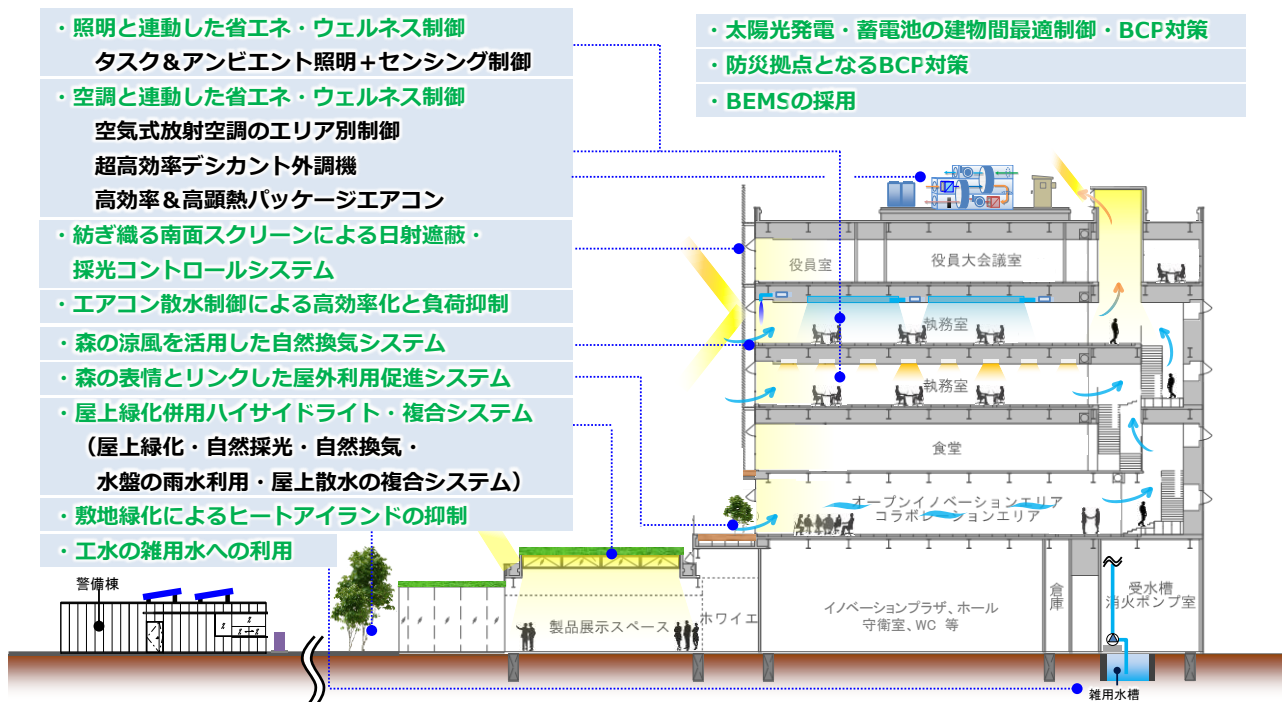 ・照明と連動した省エネ・ウェルネス制御
タスク＆アンビエント照明＋センシング制御
・空調と連動した省エネ・ウェルネス制御
空気式放射空調のエリア別制御
超高効率デシカント外調機
高効率＆高顕熱パッケージエアコン
・紡ぎ織る南面スクリーンによる日射遮蔽・
採光コントロールシステム
・エアコン散水制御による高効率化と負荷抑制
・森の涼風を活用した自然換気システム
・森の表情とリンクした屋外利用促進システム
・屋上緑化併用ハイサイドライト・複合システム
（屋上緑化・自然採光・自然換気・
水盤の雨水利用・屋上散水の複合システム）
・敷地緑化によるヒートアイランドの抑制
・工水の雑用水への利用
・太陽光発電・蓄電池の建物間最適制御・BCP対策
・防災拠点となるBCP対策
・BEMSの採用
役員室
役員大会議室
執務室
執務室
食堂
オープンイノベーションエリア
コラボレーションエリア
警備棟
製品展示スペース
ホワイエ
イノベーションプラザ、ホール
守衛室、WC 等
倉庫
受水槽
消火ポンプ室
雑用水槽